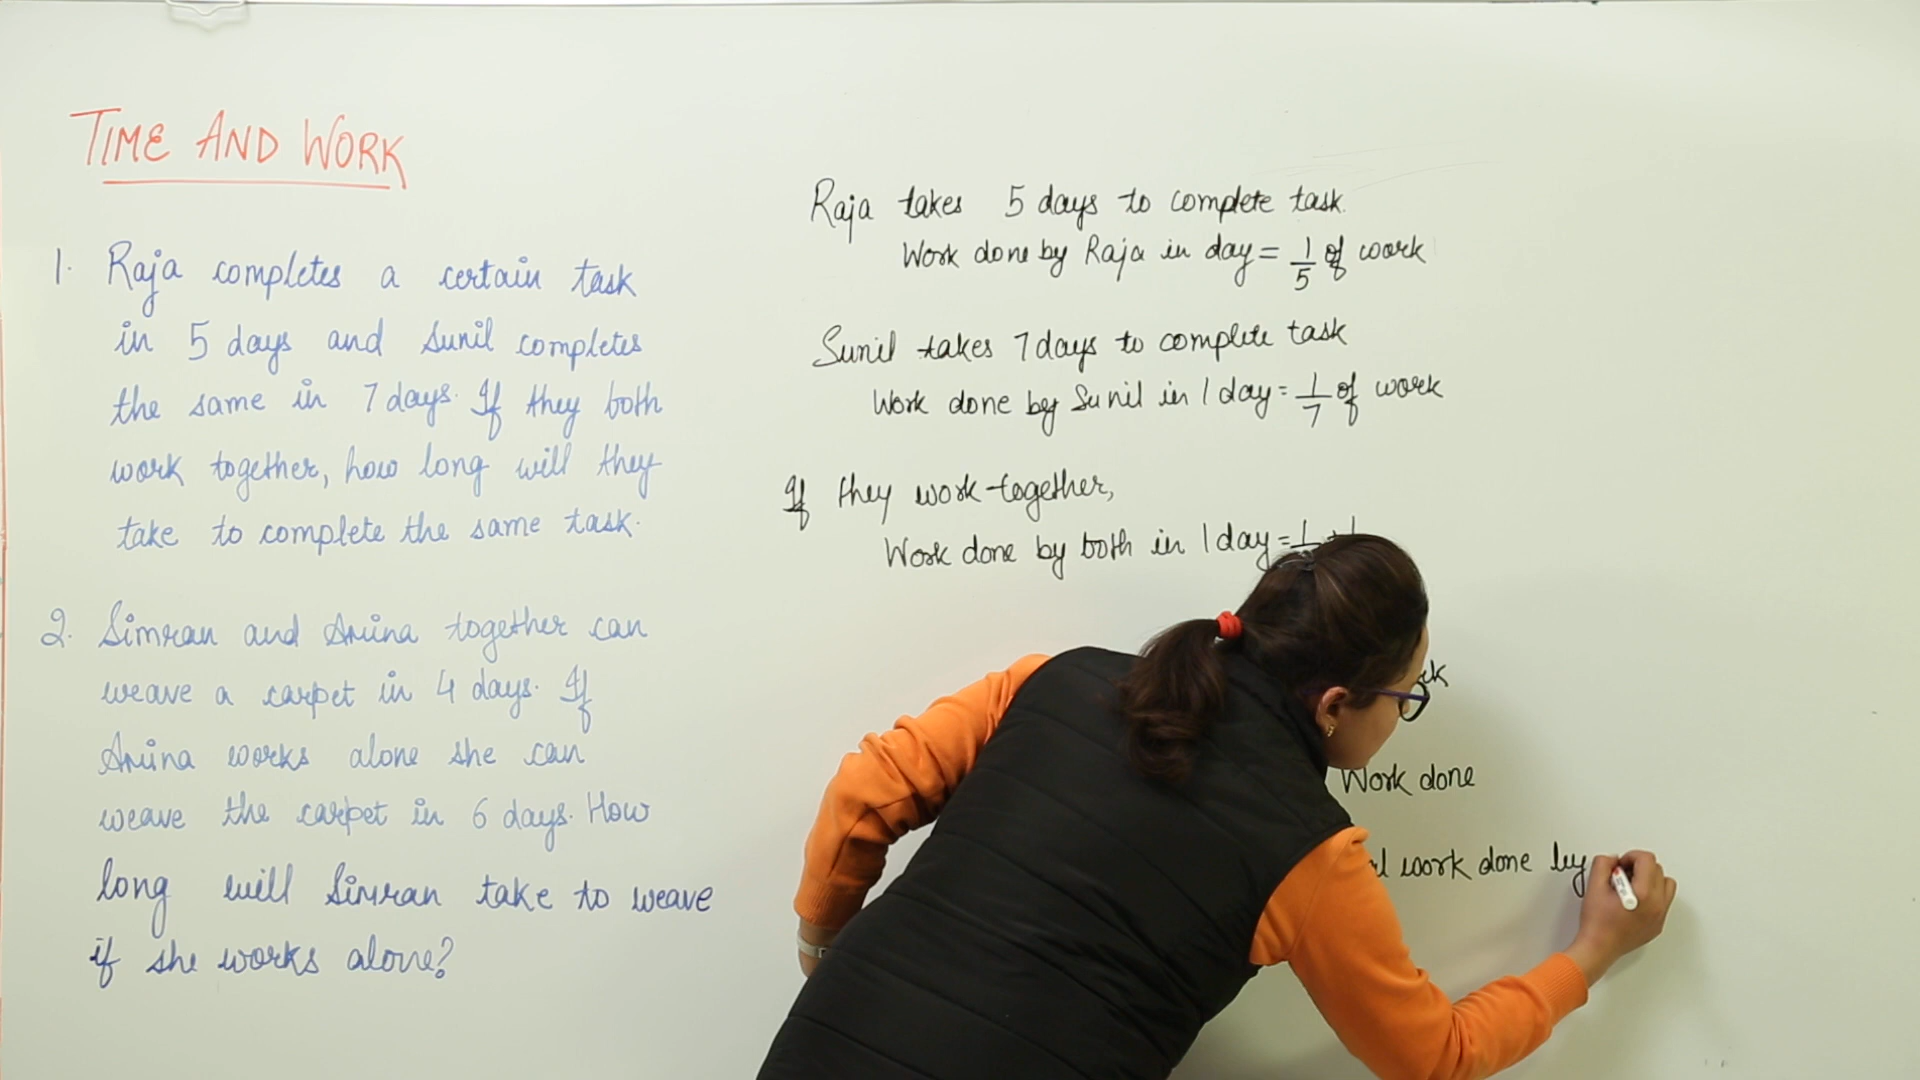 TIME AND WORK
1. Raja completes a certain task
in 5 days and Sunil completes
the same in 7 days. If they both
work together, how long will they
take to complete the same task.
2. Simran and Amina together can
weave a carpet in 4 days. If
Amina works alone she can
weave the carpet in 6 days. How
long will Simran take to weave
if she works alone?
Raja takes 5 days to complete task.
Work done by Raja in day = 1/5 of work
Sunil takes 7 days to complete task
Work done by Sunil in 1 day = 1/7 of work
If they work together,
Work done by both in 1 day = 1
Work done
work done by